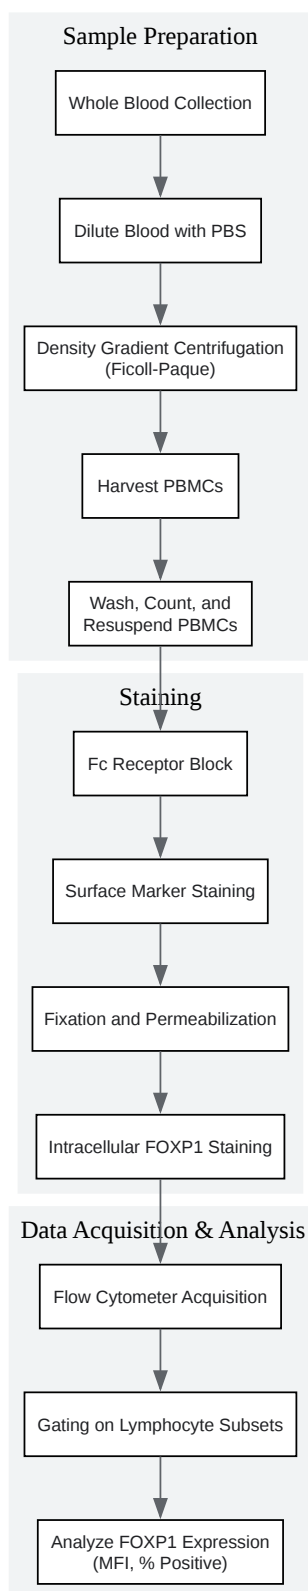 Sample Preparation
Whole Blood Collection
Dilute Blood with PBS
Density Gradient Centrifugation
(Ficoll-Paque)
Harvest PBMCs
Wash, Count, and
Resuspend PBMCs
Staining
Fc Receptor Block
Surface Marker Staining
Fixation and Permeabilization
Intracellular FOXP1 Staining
Data Acquisition & Analysis
Flow Cytometer Acquisition
Gating on Lymphocyte Subsets
Analyze FOXP1 Expression
(MFI, % Positive)